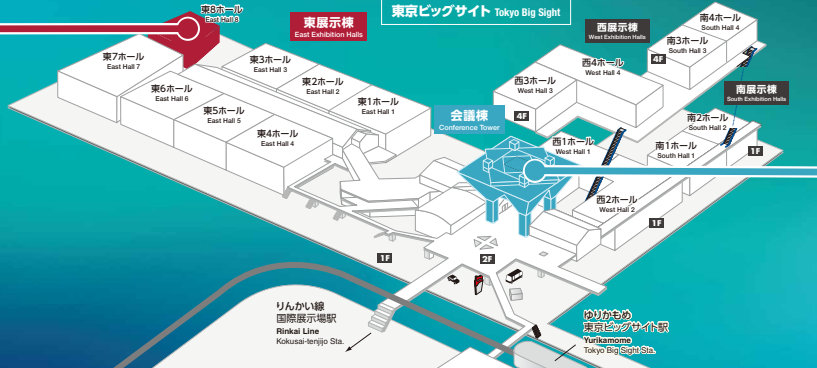 東京ビッグサイト Tokyo Big Sight
東8ホール
East Hall 8
東展示棟
East Exhibition Halls
東7ホール
East Hall 7
東3ホール
East Hall 3
東2ホール
East Hall 2
東1ホール
East Hall 1
東6ホール
East Hall 6
東5ホール
East Hall 5
東4ホール
East Hall 4
会議棟
Conference Tower
西展示棟
West Exhibition Halls
南4ホール
South Hall 4
南3ホール
South Hall 3
4F
西4ホール
West Hall 4
西3ホール
West Hall 3
4F
南展示棟
South Exhibition Halls
南2ホール
South Hall 2
南1ホール
South Hall 1
1F
西1ホール
West Hall 1
西2ホール
West Hall 2
1F
1F
2F
りんかい線
国際展示場駅
Rinkai Line
Kokusai-tenjijo Sta.
ゆりかもめ
東京ビッグサイト駅
Yurikamome
Tokyo Big Sight Sta.